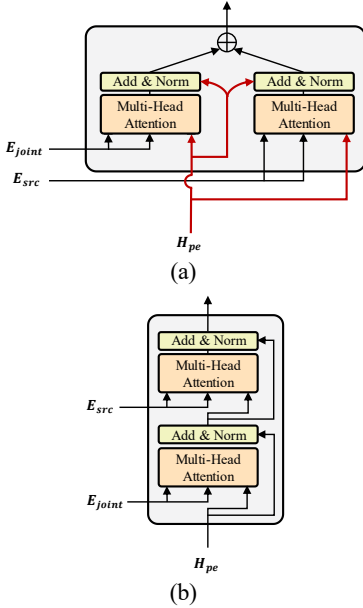 Add & Norm
Add & Norm
Multi-Head
Attention
Multi-Head
Attention
E_joint
E_src
H_pe
(a)
Add & Norm
Multi-Head
Attention
E_src
Add & Norm
Multi-Head
Attention
E_joint
H_pe
(b)